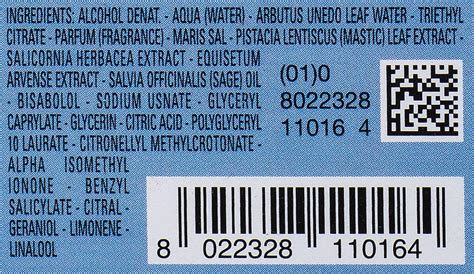 INGREDIENTS: ALCOHOL DENAT. - AQUA (WATER) - ARBUTUS UNEDO LEAF WATER - TRIETHYL
CITRATE - PARFUM (FRAGRANCE) - MARIS SAL - PISTACIA LENTISCUS (MASTIC) LEAF EXTRACT -
SALICORNIA HERBACEA EXTRACT - EQUISETUM
ARVENSE EXTRACT - SALVIA OFFICINALIS (SAGE) OIL
- BISABOLOL - SODIUM USNATE - GLYCERYL
CAPRYLATE - GLYCERIN - CITRIC ACID - POLYGLYCERYL
10 LAURATE - CITRONELLYL METHYLCROTONATE -
ALPHA ISOMETHYL
IONONE - BENZYL
SALICYLATE - CITRAL -
GERANIOL - LIMONENE -
LINALOOL
(01)0
8022328
11016 4
8 022328 110164